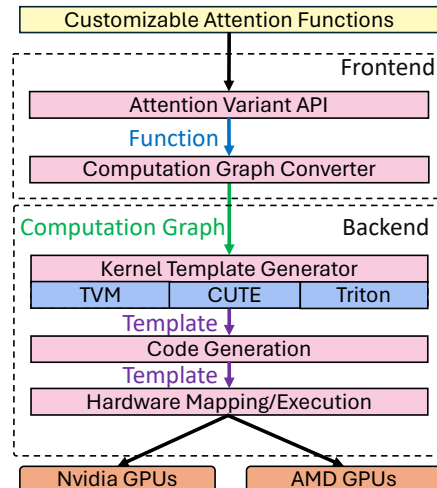 Customizable Attention Functions
Frontend
Attention Variant API
Function
Computation Graph Converter
Computation Graph
Backend
Kernel Template Generator
TVM CUTE Triton
Template
Code Generation
Template
Hardware Mapping/Execution
Nvidia GPUs AMD GPUs